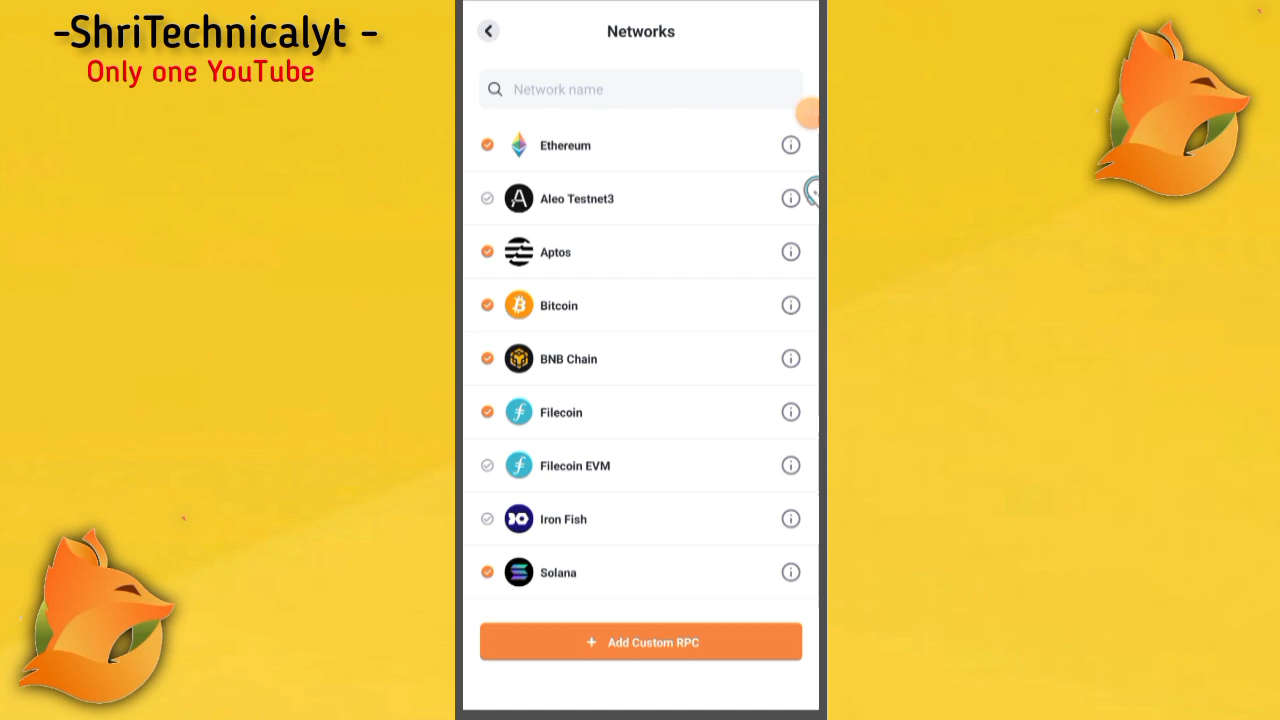 -ShriTechnicalyt -
Only one YouTube
Networks
Network name
Ethereum
Aleo Testnet3
Aptos
Bitcoin
BNB Chain
Filecoin
Filecoin EVM
Iron Fish
Solana
+ Add Custom RPC